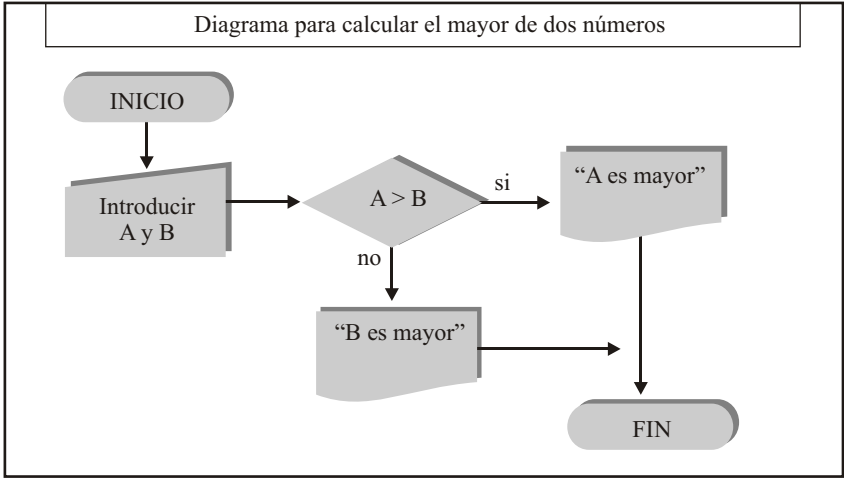 Diagrama para calcular el mayor de dos números
INICIO
Introducir
A y B
A > B
si
“A es mayor”
no
“B es mayor”
FIN